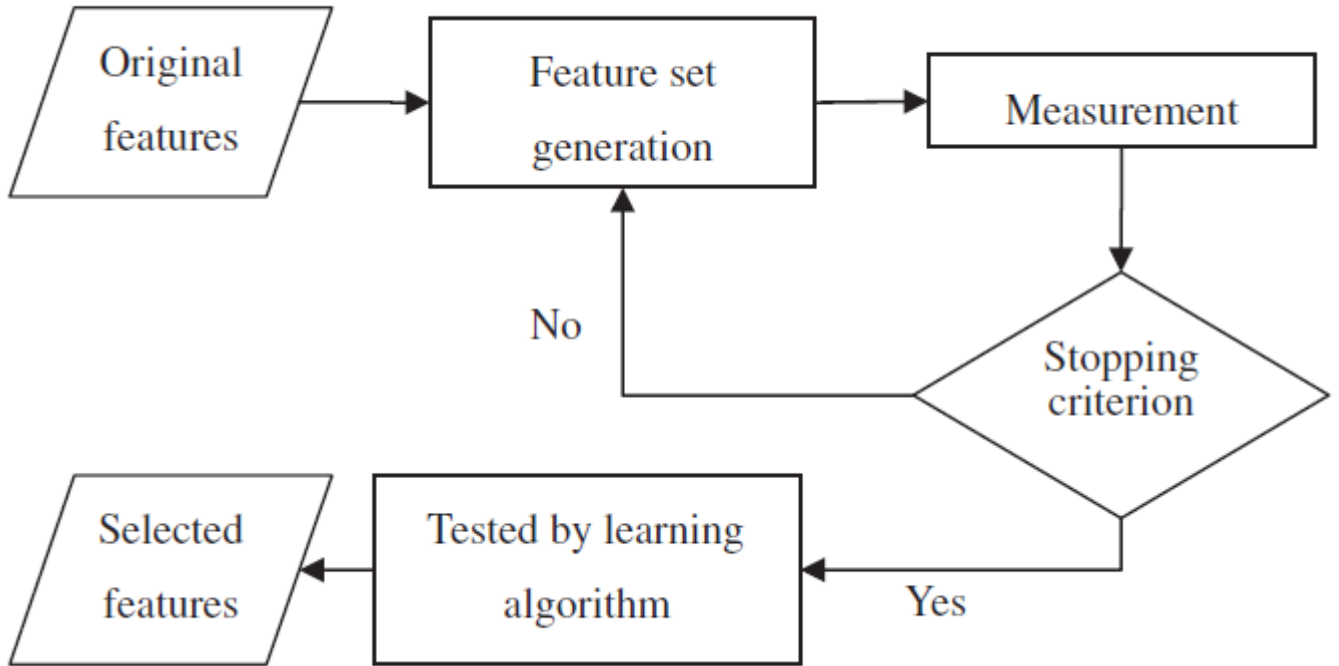 Original
features
Feature set
generation
Measurement
No
Stopping
criterion
Selected
features
Tested by learning
algorithm
Yes